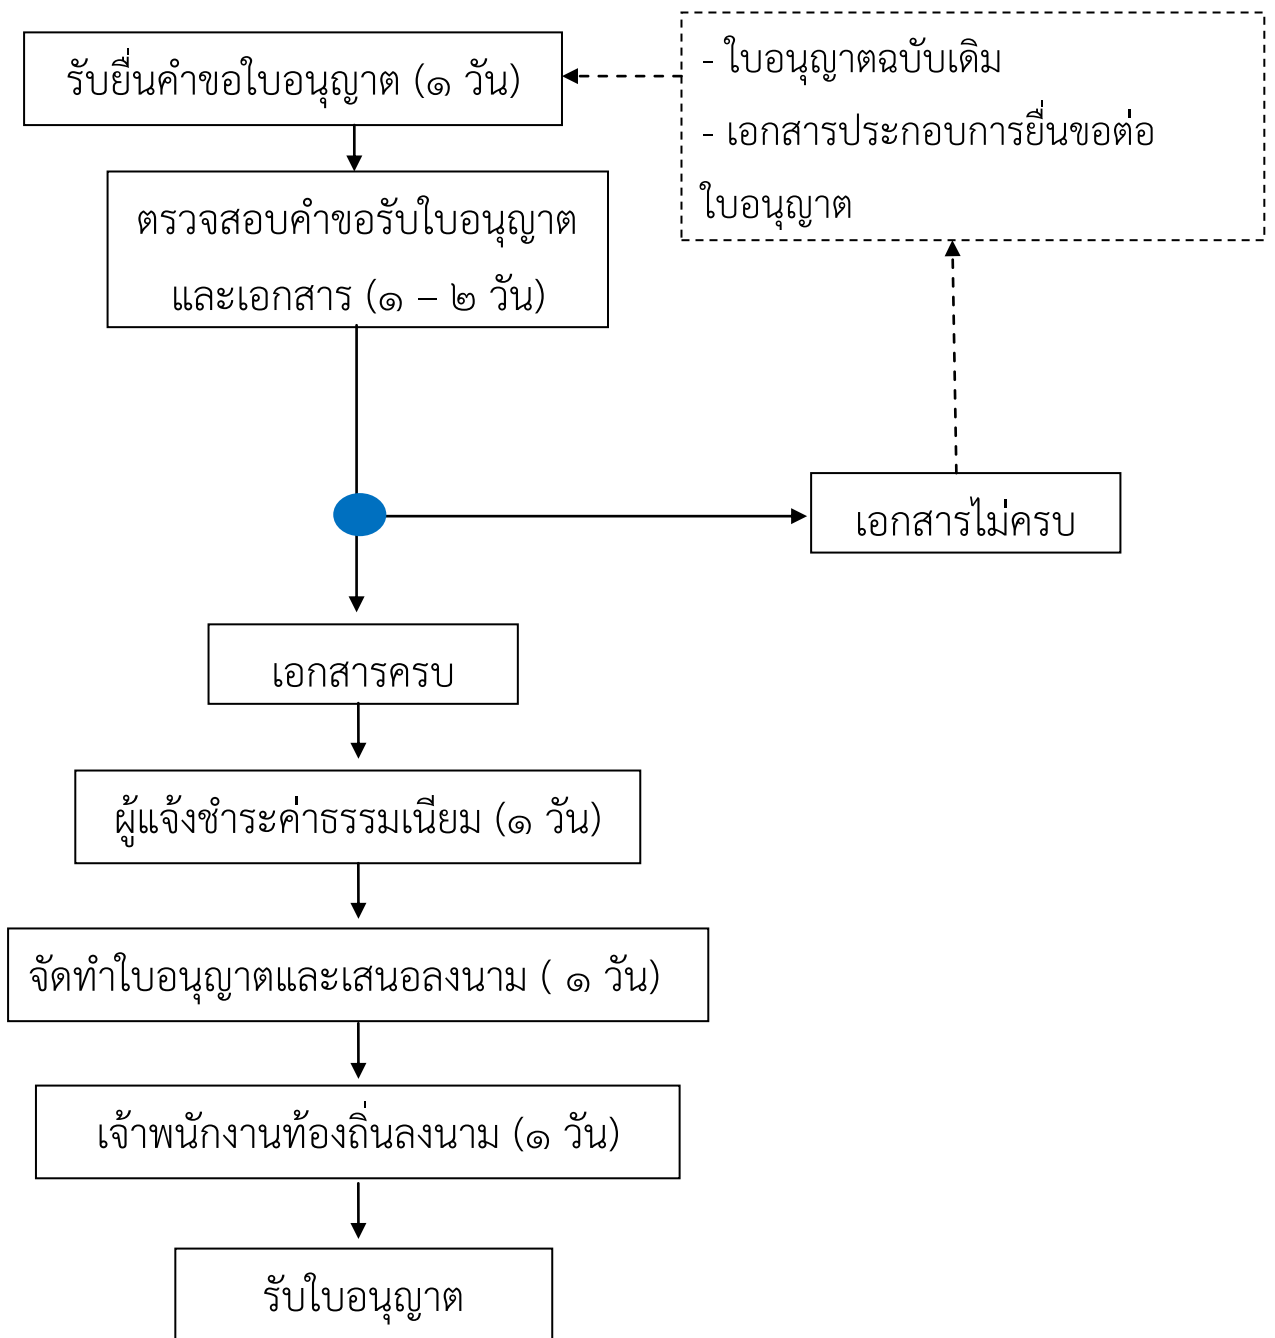 รับยื่นคำขอใบอนุญาต (๑ วัน)
- ใบอนุญาตฉบับเดิม
- เอกสารประกอบการยื่นขอต่อ
ใบอนุญาต
ตรวจสอบคำขอรับใบอนุญาต
และเอกสาร (๑ – ๒ วัน)
เอกสารไม่ครบ
เอกสารครบ
ผู้แจ้งชำระค่าธรรมเนียม (๑ วัน)
จัดทำใบอนุญาตและเสนอลงนาม ( ๑ วัน)
เจ้าพนักงานท้องถิ่นลงนาม (๑ วัน)
รับใบอนุญาต